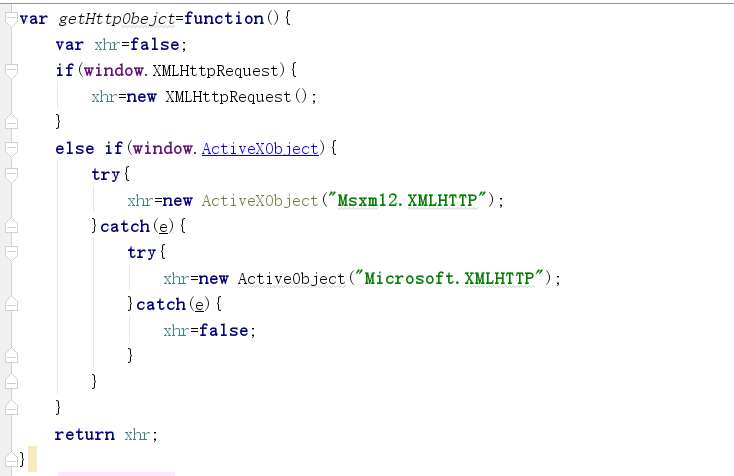 var getHttpObejct=function(){
    var xhr=false;
    if(window.XMLHttpRequest){
        xhr=new XMLHttpRequest();
    }
    else if(window.ActiveXObject){
        try{
            xhr=new ActiveXObject("Msxml2.XMLHTTP");
        }catch(e){
            try{
                xhr=new ActiveObject("Microsoft.XMLHTTP");
            }catch(e){
                xhr=false;
            }
        }
    }
    return xhr;
}